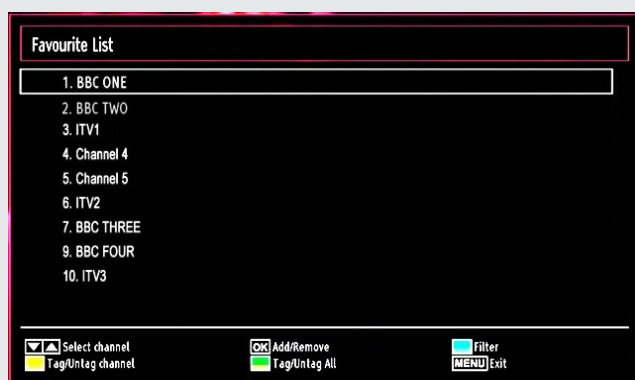 Favourite List
1. BBC ONE
2. BBC TWO
3. ITV1
4. Channel 4
5. Channel 5
6. ITV2
7. BBC THREE
9. BBC FOUR
10. ITV3
Select channel OK Add/Remove Filter
Tag/Untag channel Tag/Untag All MENU Exit